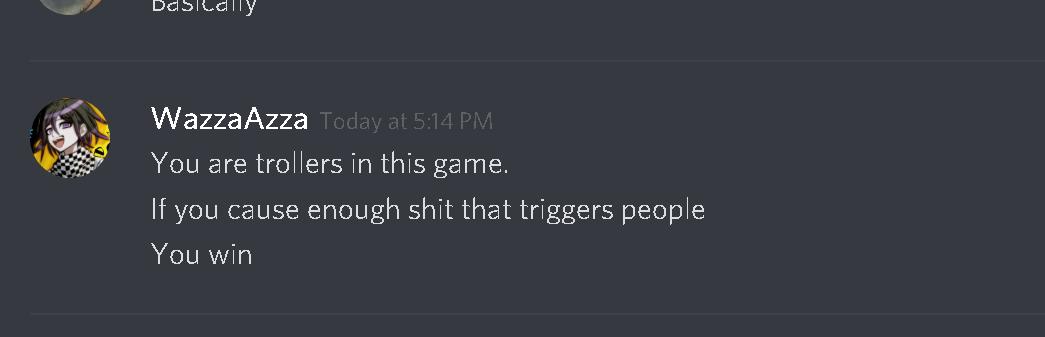 Basically
WazzaAzza Today at 5:14 PM
You are trollers in this game.
If you cause enough shit that triggers people
You win